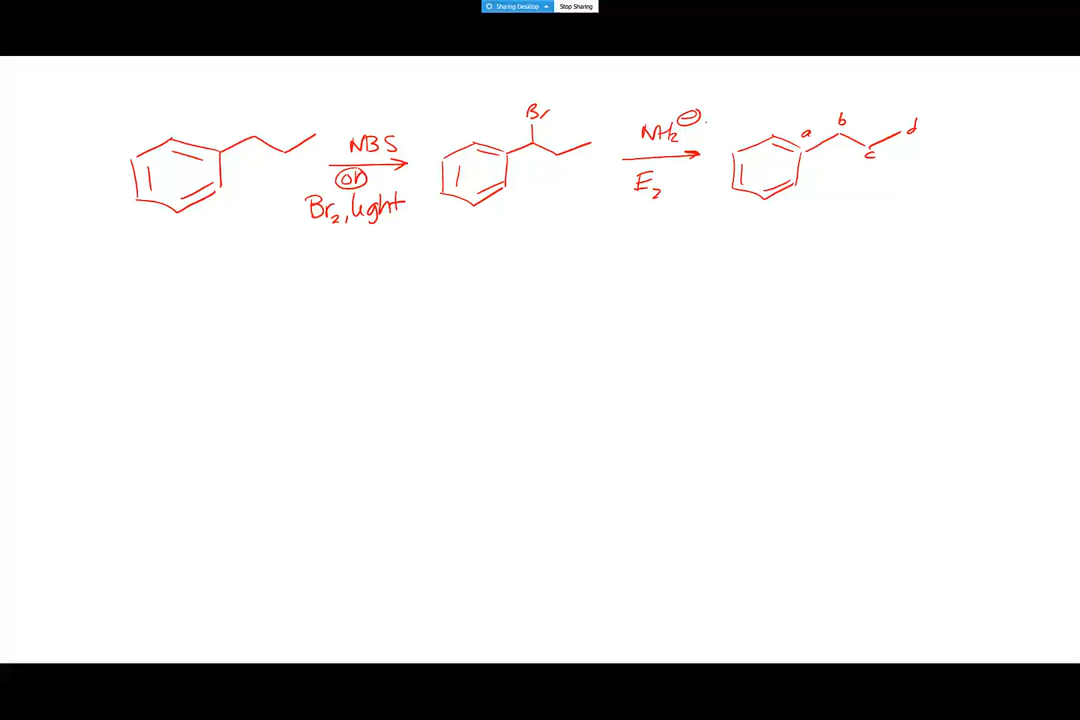 Sharing Desktop Stop Sharing
NBS
or
Br₂, light
Br
NH₂⊖
E₂
a
b
c
d